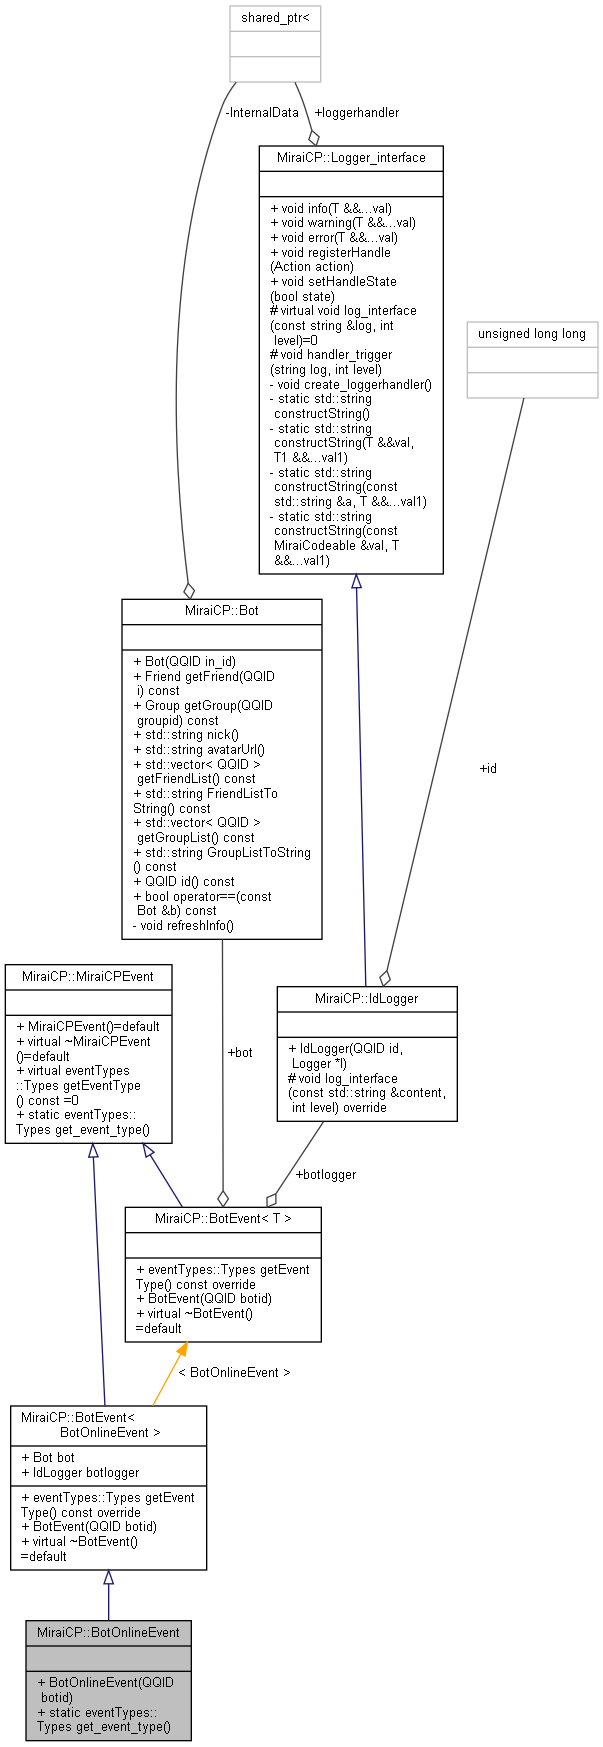 shared_ptr<
-InternalData
+loggerhandler
MiraiCP::Logger_interface
+ void info(T &&...val)
+ void warning(T &&...val)
+ void error(T &&...val)
+ void registerHandle
(Action action)
+ void setHandleState
(bool state)
# virtual void log_interface
(const string &log, int
level)=0
# void handler_trigger
(string log, int level)
- void create_loggerhandler()
- static std::string
constructString()
- static std::string
constructString(T &&val,
T1 &&...val1)
- static std::string
constructString(const
std::string &a, T &&...val1)
- static std::string
constructString(const
MiraiCodeable &val, T
&&...val1)
unsigned long long
+id
MiraiCP::Bot
+ Bot(QQID in_id)
+ Friend getFriend(QQID
i) const
+ Group getGroup(QQID
groupid) const
+ std::string nick()
+ std::string avatarUrl()
+ std::vector< QQID >
getFriendList() const
+ std::string FriendListTo
String() const
+ std::vector< QQID >
getGroupList() const
+ std::string GroupListToString
() const
+ QQID id() const
+ bool operator==(const
Bot &b) const
- void refreshInfo()
MiraiCP::MiraiCPEvent
+ MiraiCPEvent()=default
+ virtual ~MiraiCPEvent
()=default
+ virtual eventTypes
::Types getEventType
() const =0
+ static eventTypes::
Types get_event_type()
+bot
MiraiCP::IdLogger
+ IdLogger(QQID id,
Logger *l)
# void log_interface
(const std::string &content,
int level) override
+botlogger
MiraiCP::BotEvent< T >
+ eventTypes::Types getEvent
Type() const override
+ BotEvent(QQID botid)
+ virtual ~BotEvent()
=default
< BotOnlineEvent >
MiraiCP::BotEvent<
BotOnlineEvent >
+ Bot bot
+ IdLogger botlogger
+ eventTypes::Types getEvent
Type() const override
+ BotEvent(QQID botid)
+ virtual ~BotEvent()
=default
MiraiCP::BotOnlineEvent
+ BotOnlineEvent(QQID
botid)
+ static eventTypes::
Types get_event_type()